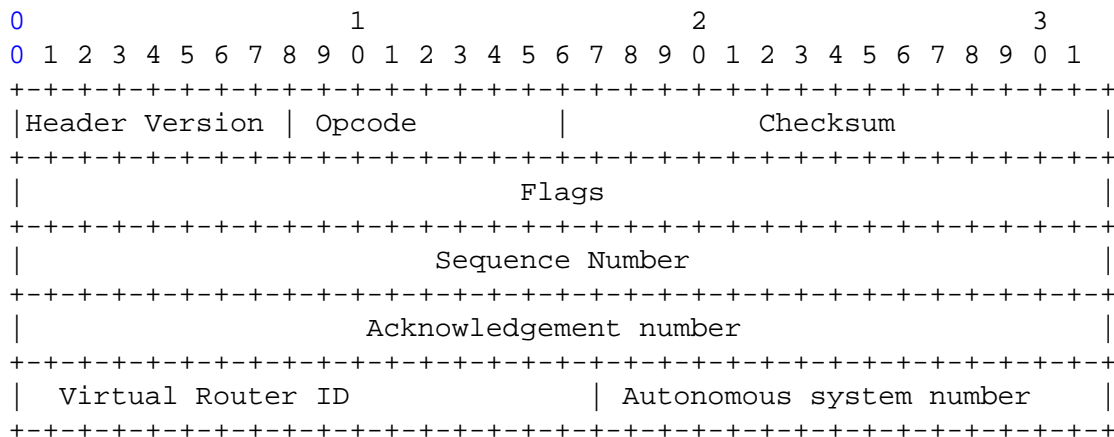 0                   1                   2                   3
0 1 2 3 4 5 6 7 8 9 0 1 2 3 4 5 6 7 8 9 0 1 2 3 4 5 6 7 8 9 0 1
+-+-+-+-+-+-+-+-+-+-+-+-+-+-+-+-+-+-+-+-+-+-+-+-+-+-+-+-+-+-+-+-+
|Header Version | Opcode        |           Checksum            |
+-+-+-+-+-+-+-+-+-+-+-+-+-+-+-+-+-+-+-+-+-+-+-+-+-+-+-+-+-+-+-+-+
|                             Flags                             |
+-+-+-+-+-+-+-+-+-+-+-+-+-+-+-+-+-+-+-+-+-+-+-+-+-+-+-+-+-+-+-+-+
|                        Sequence Number                        |
+-+-+-+-+-+-+-+-+-+-+-+-+-+-+-+-+-+-+-+-+-+-+-+-+-+-+-+-+-+-+-+-+
|                    Acknowledgement number                     |
+-+-+-+-+-+-+-+-+-+-+-+-+-+-+-+-+-+-+-+-+-+-+-+-+-+-+-+-+-+-+-+-+
|  Virtual Router ID              | Autonomous system number    |
+-+-+-+-+-+-+-+-+-+-+-+-+-+-+-+-+-+-+-+-+-+-+-+-+-+-+-+-+-+-+-+-+